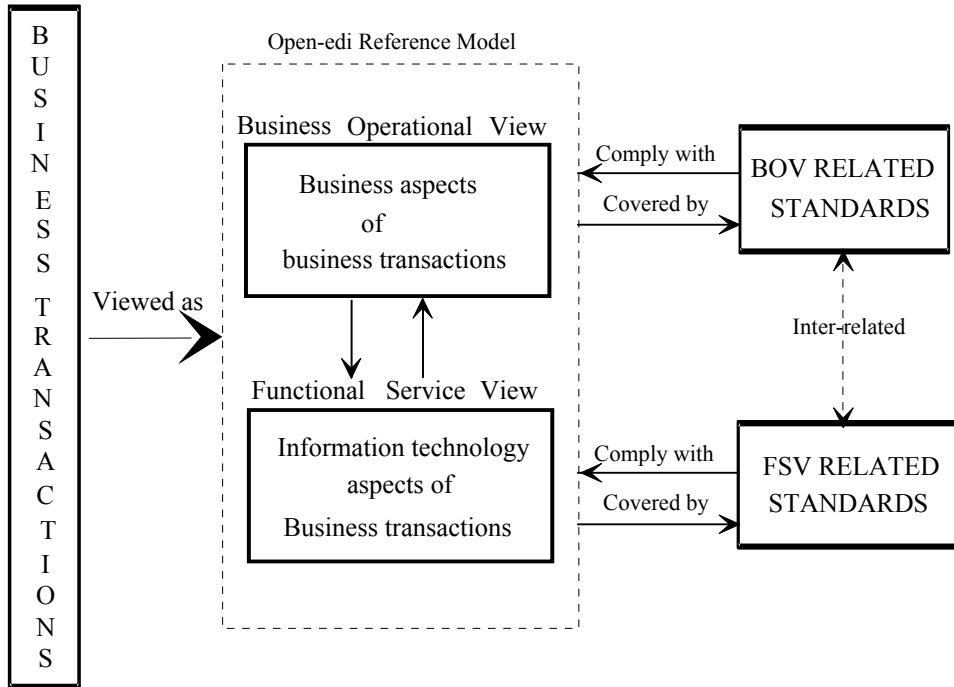 BUSINESS TRANSACTIONS
Viewed as
Open-edi Reference Model
Business Operational View
Business aspects
of
business transactions
Functional Service View
Information technology
aspects of
Business transactions
Comply with
Covered by
BOV RELATED
STANDARDS
Inter-related
Comply with
Covered by
FSV RELATED
STANDARDS